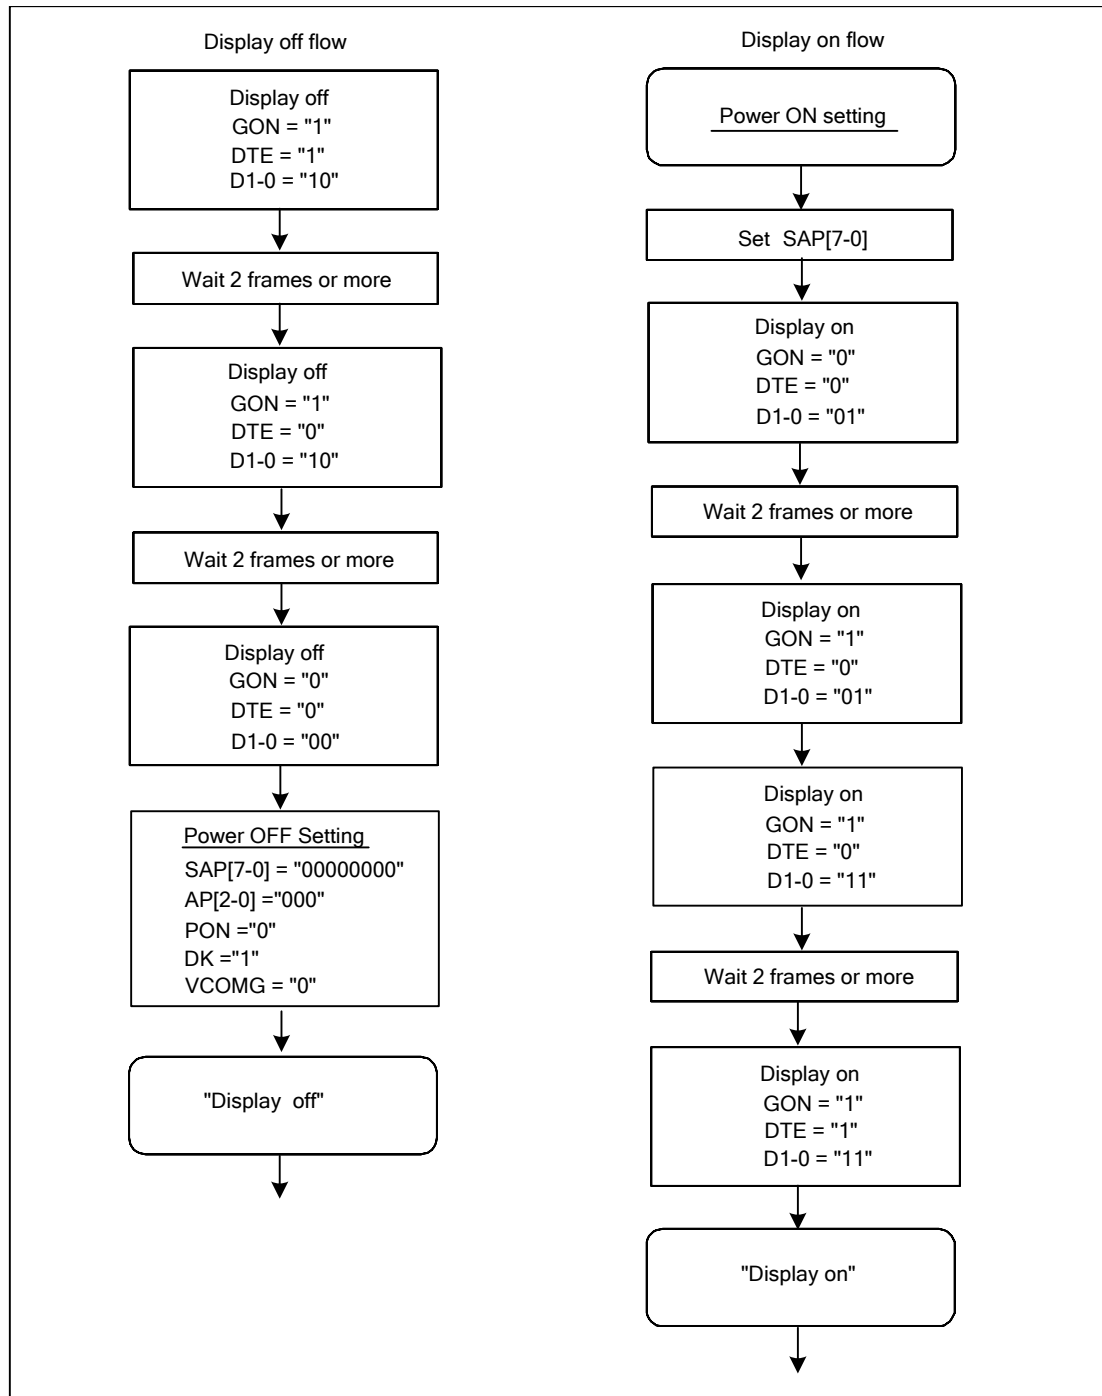 Display off flow
Display off
GON = "1"
DTE = "1"
D1-0 = "10"
Wait 2 frames or more
Display off
GON = "1"
DTE = "0"
D1-0 = "10"
Wait 2 frames or more
Display off
GON = "0"
DTE = "0"
D1-0 = "00"
Power OFF Setting
SAP[7-0] = "00000000"
AP[2-0] ="000"
PON ="0"
DK ="1"
VCOMG = "0"
"Display off"
Display on flow
Power ON setting
Set SAP[7-0]
Display on
GON = "0"
DTE = "0"
D1-0 = "01"
Wait 2 frames or more
Display on
GON = "1"
DTE = "0"
D1-0 = "01"
Display on
GON = "1"
DTE = "0"
D1-0 = "11"
Wait 2 frames or more
Display on
GON = "1"
DTE = "1"
D1-0 = "11"
"Display on"